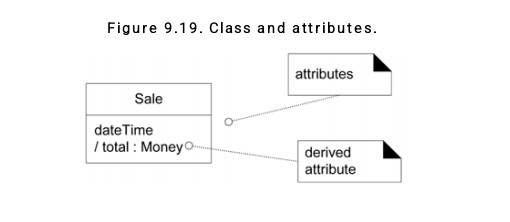 Figure 9.19. Class and attributes.
attributes
Sale
dateTime
/ total : Money
derived
attribute